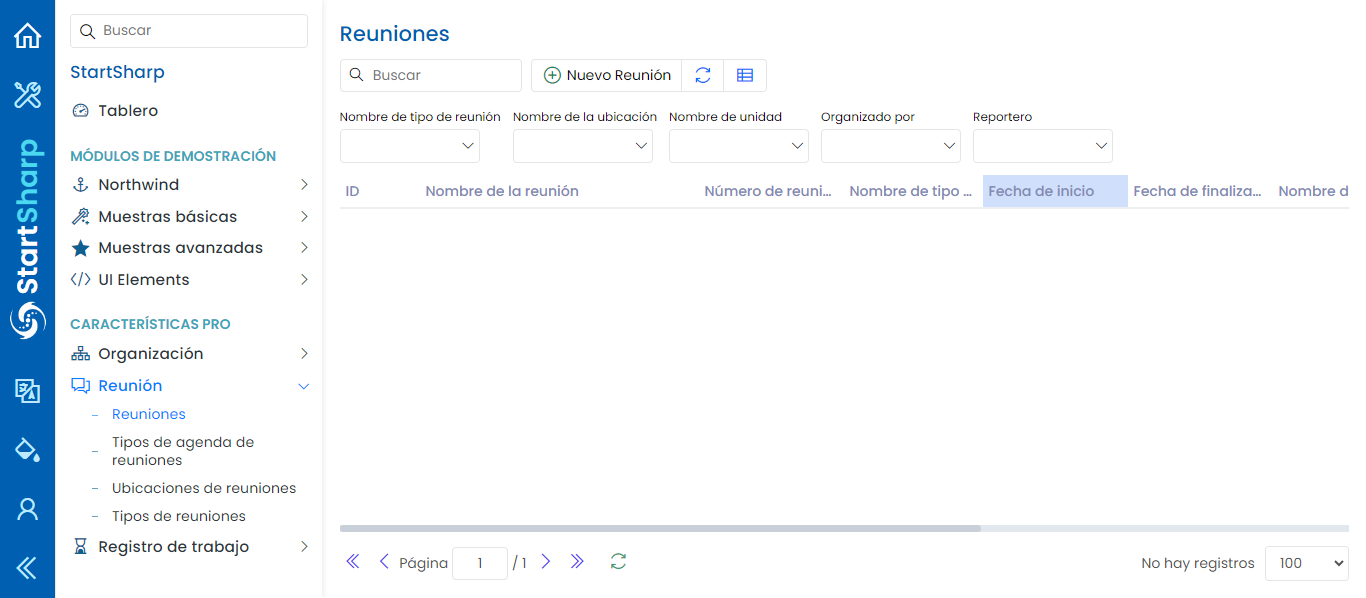 StartSharp
Buscar
StartSharp
Tablero
MÓDULOS DE DEMOSTRACIÓN
Northwind
Muestras básicas
Muestras avanzadas
UI Elements
CARACTERÍSTICAS PRO
Organización
Reunión
Reuniones
Tipos de agenda de
reuniones
Ubicaciones de reuniones
Tipos de reuniones
Registro de trabajo
Reuniones
Buscar
Nuevo Reunión
Nombre de tipo de reunión Nombre de la ubicación Nombre de unidad Organizado por Reportero
ID Nombre de la reunión Número de reuni... Nombre de tipo ... Fecha de inicio Fecha de finaliza... Nombre d
Página 1 / 1 No hay registros 100